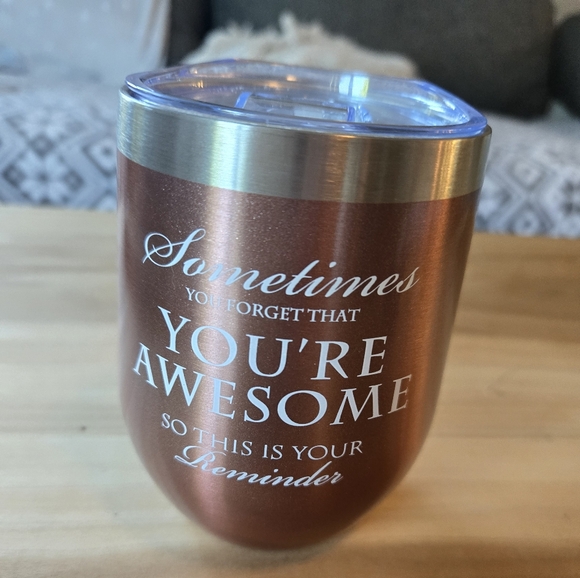 Sometimes
YOU FORGET THAT
YOU'RE
AWESOME
SO THIS IS YOUR
Reminder